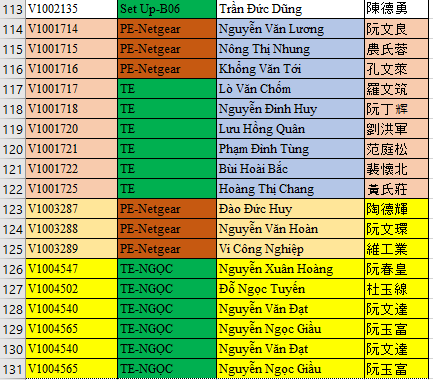 113 V1002135 Set Up-B06 Trần Đức Dũng 陳德勇
114 V1001714 PE-Netgear Nguyễn Văn Lương 阮文良
115 V1001715 PE-Netgear Nông Thị Nhung 農氏蓉
116 V1001716 PE-Netgear Khổng Văn Tới 孔文萊
117 V1001717 TE Lò Văn Chốm 羅文筑
118 V1001718 TE Nguyễn Đinh Huy 阮丁輝
119 V1001720 TE Lưu Hồng Quân 劉洪軍
120 V1001721 TE Phạm Đinh Tùng 范庭松
121 V1001722 TE Bùi Hoài Bắc 裴懷北
122 V1001725 TE Hoàng Thị Chang 黃氏莊
123 V1003287 PE-Netgear Đào Đức Huy 陶德輝
124 V1003288 PE-Netgear Nguyễn Văn Hoàn 阮文環
125 V1003289 PE-Netgear Vi Công Nghiệp 維工業
126 V1004547 TE-NGỌC Nguyễn Xuân Hoàng 阮春皇
127 V1004502 TE-NGỌC Đỗ Ngọc Tuyến 杜玉線
128 V1004540 TE-NGỌC Nguyễn Văn Đạt 阮文達
129 V1004565 TE-NGỌC Nguyễn Ngọc Giầu 阮玉富
130 V1004540 TE-NGỌC Nguyễn Văn Đạt 阮文達
131 V1004565 TE-NGỌC Nguyễn Ngọc Giầu 阮玉富